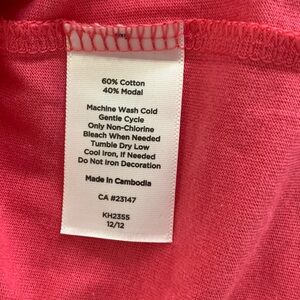 60% Cotton
40% Modal
Machine Wash Cold
Gentle Cycle
Only Non-Chlorine
Bleach When Needed
Tumble Dry Low
Cool Iron, If Needed
Do Not Iron Decoration
Made in Cambodia
CA #23147
KH2355
12/12